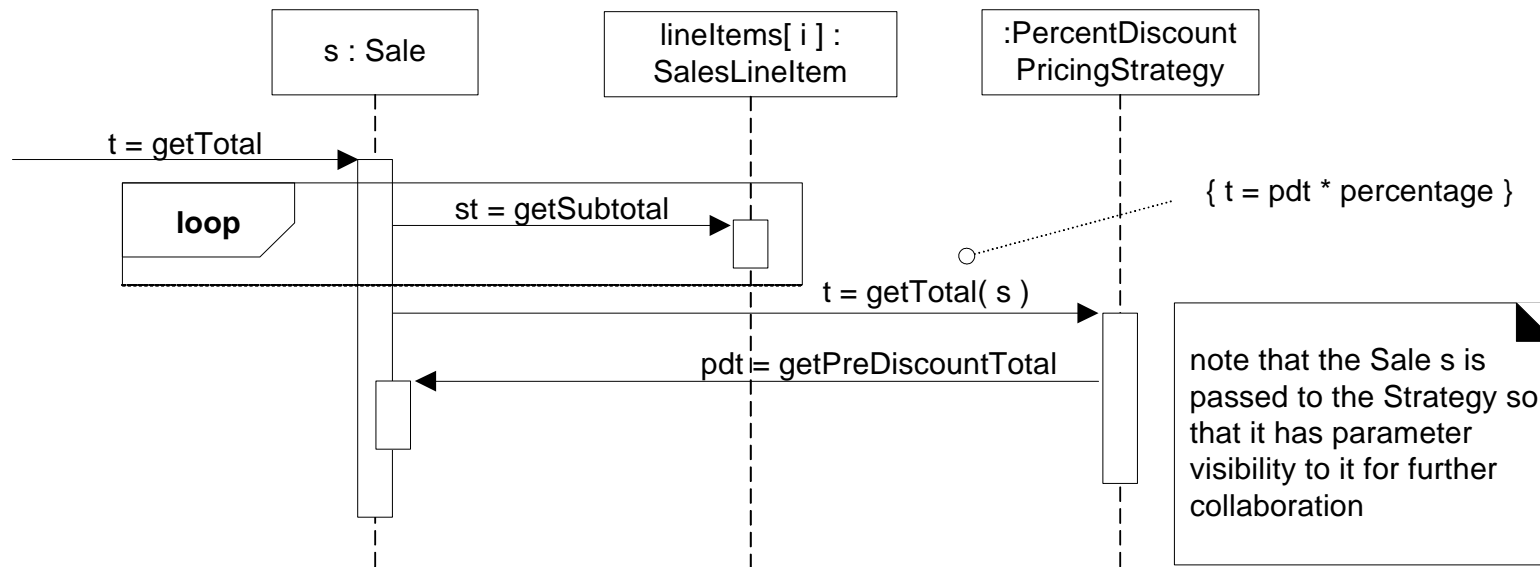 s : Sale
lineItems[ i ] :
SalesLineItem
:PercentDiscount
PricingStrategy
t = getTotal
loop
st = getSubtotal
{ t = pdt * percentage }
t = getTotal( s )
pdt = getPreDiscountTotal
note that the Sale s is
passed to the Strategy so
that it has parameter
visibility to it for further
collaboration